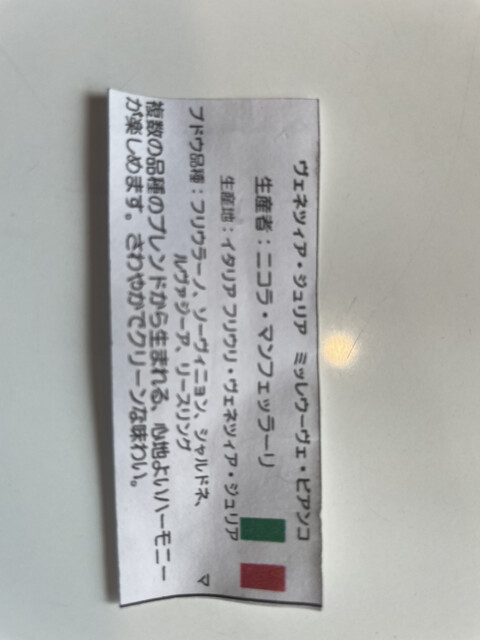 ヴェネツィア・ジュリア ミッレウーヴェ・ビアンコ
生産者：ニコラ・マンフェッラーリ
生産地：イタリア フリウリ・ヴェネツィア・ジュリア
ブドウ品種：フリウラーノ、ソーヴィニョン、シャルドネ、マ
ルヴァジーア、リースリング
複数の品種のブレンドから生まれる、心地よいハーモニー
が楽しめます。さわやかでクリーンな味わい。